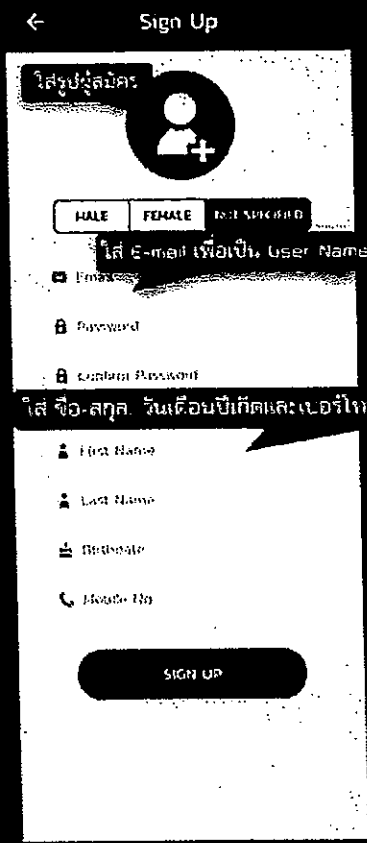 Sign Up
ใส่รูปผู้สมัคร
MALE FEMALE NOT SPECIFIED
ใส่ E-mail เพื่อเป็น User Name
Email
Password
Confirm Password
ใส่ ชื่อ-สกุล. วันเดือนปีเกิดและเบอร์โทร
First Name
Last Name
Birthdate
Mobile No
SIGN UP